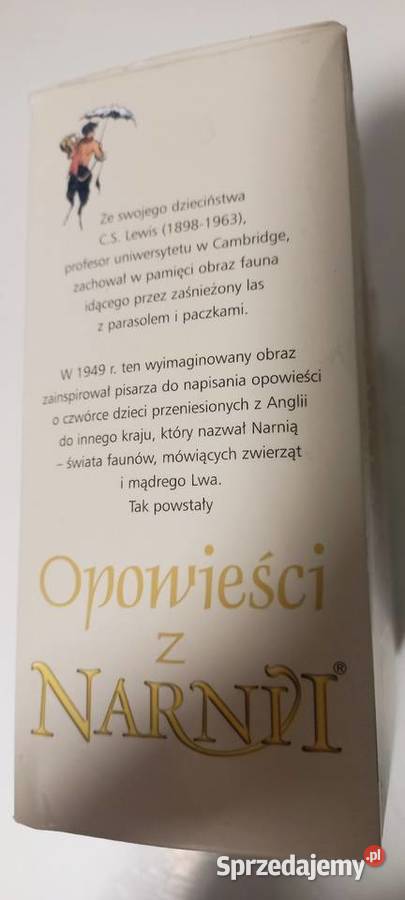 Ze swojego dzieciństwa
C.S. Lewis (1898-1963),
profesor uniwersytetu w Cambridge,
zachował w pamięci obraz fauna
idącego przez zaśnieżony las
z parasolem i paczkami.
W 1949 r. ten wyimaginowany obraz
zainspirował pisarza do napisania opowieści
o czwórce dzieci przeniesionych z Anglii
do innego kraju, który nazwał Narnią
– świata faunów, mówiących zwierząt
i mądrego Lwa.
Tak powstały
Opowieści
z
NARNII®
Sprzedajemy.pl